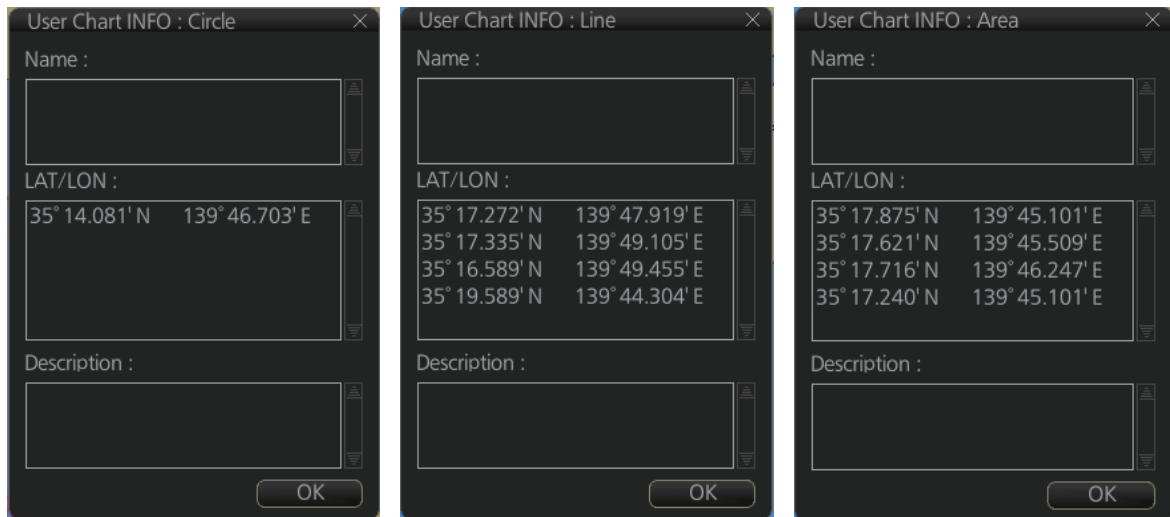 User Chart INFO : Circle
Name :
LAT/LON :
35° 14.081' N 139° 46.703' E
Description :
OK
User Chart INFO : Line
Name :
LAT/LON :
35° 17.272' N 139° 47.919' E
35° 17.335' N 139° 49.105' E
35° 16.589' N 139° 49.455' E
35° 19.589' N 139° 44.304' E
Description :
OK
User Chart INFO : Area
Name :
LAT/LON :
35° 17.875' N 139° 45.101' E
35° 17.621' N 139° 45.509' E
35° 17.716' N 139° 46.247' E
35° 17.240' N 139° 45.101' E
Description :
OK